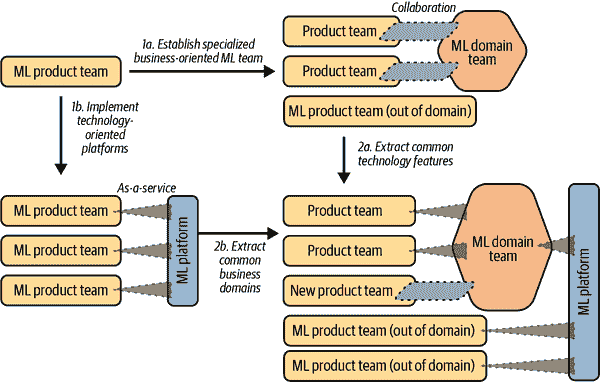 Collaboration
1a. Establish specialized
business-oriented ML team
ML product team
Product team
Product team
ML domain
team
ML product team (out of domain)
1b. Implement
technology-
oriented
platforms
2a. Extract common
technology features
As-a-service
ML product team
ML product team
ML product team
ML platform
2b. Extract
common
business
domains
Product team
Product team
New product team
ML domain
team
ML product team (out of domain)
ML product team (out of domain)
ML platform